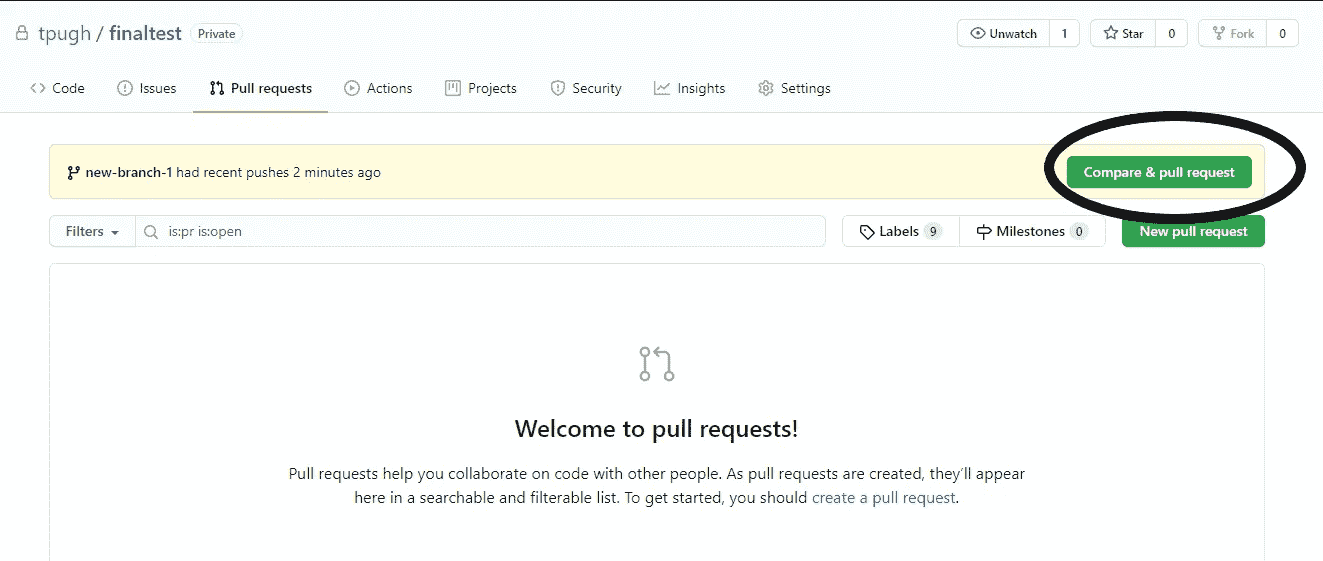 tpugh / finaltest Private Unwatch 1 Star 0 Fork 0
Code Issues Pull requests Actions Projects Security Insights Settings
new-branch-1 had recent pushes 2 minutes ago Compare & pull request
Filters is:pr is:open Labels 9 Milestones 0 New pull request
Welcome to pull requests!
Pull requests help you collaborate on code with other people. As pull requests are created, they’ll appear
here in a searchable and filterable list. To get started, you should create a pull request.